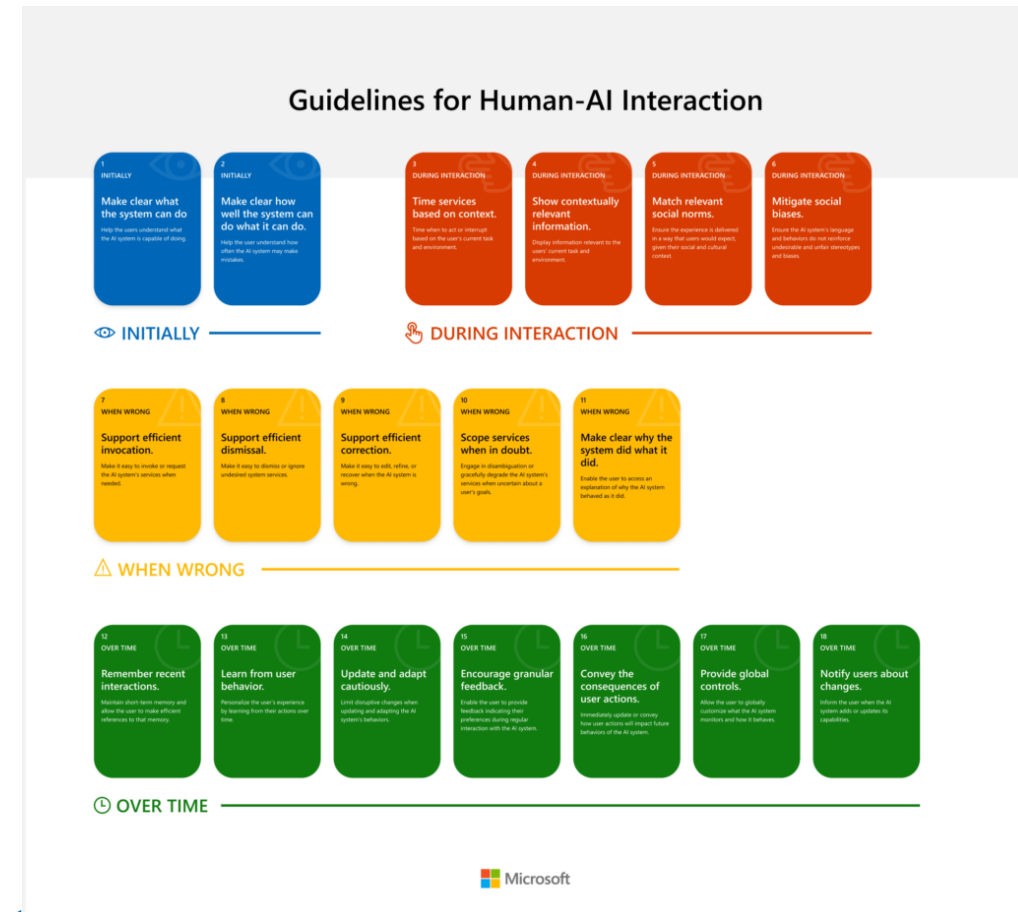 Guidelines for Human-AI Interaction
1
INITIALLY
Make clear what
the system can do
Help the users understand what
the AI system is capable of doing.
2
INITIALLY
Make clear how
well the system can
do what it can do.
Help the user understand how
often the AI system may make
mistakes.
3
DURING INTERACTION
Time services
based on context.
Time when to act or interrupt
based on the user's current task
and environment.
4
DURING INTERACTION
Show contextually
relevant
information.
Display information relevant to the
users' current task and
environment.
5
DURING INTERACTION
Match relevant
social norms.
Ensure the experience is delivered
in a way that users would expect,
given their social and cultural
context.
6
DURING INTERACTION
Mitigate social
biases.
Ensure the AI system's language
and behaviors do not reinforce
undesirable and unfair stereotypes
and biases.
INITIALLY
DURING INTERACTION
7
WHEN WRONG
Support efficient
invocation.
Make it easy to invoke or request
the AI system's services when
needed.
8
WHEN WRONG
Support efficient
dismissal.
Make it easy to dismiss or ignore
undesired system services.
9
WHEN WRONG
Support efficient
correction.
Make it easy to edit, refine, or
recover when the AI system is
wrong.
10
WHEN WRONG
Scope services
when in doubt.
Engage in disambiguation or
gracefully degrade the AI system's
services when uncertain about a
user's goals.
11
WHEN WRONG
Make clear why the
system did what it
did.
Enable the user to access an
explanation of why the AI system
behaved as it did.
WHEN WRONG
12
OVER TIME
Remember recent
interactions.
Maintain short-term memory and
allow the user to make efficient
references to that memory.
13
OVER TIME
Learn from user
behavior.
Personalize the user's experience
by learning from their actions over
time.
14
OVER TIME
Update and adapt
cautiously.
Limit disruptive changes when
updating and adapting the AI
system's behaviors.
15
OVER TIME
Encourage granular
feedback.
Enable the user to provide
feedback indicating their
preferences during regular
interaction with the AI system.
16
OVER TIME
Convey the
consequences of
user actions.
Immediately update or convey
how user actions will impact future
behaviors of the AI system.
17
OVER TIME
Provide global
controls.
Allow the user to globally
customize what the AI system
monitors and how it behaves.
18
OVER TIME
Notify users about
changes.
Inform the user when the AI
system adds or updates its
capabilities.
OVER TIME
Microsoft